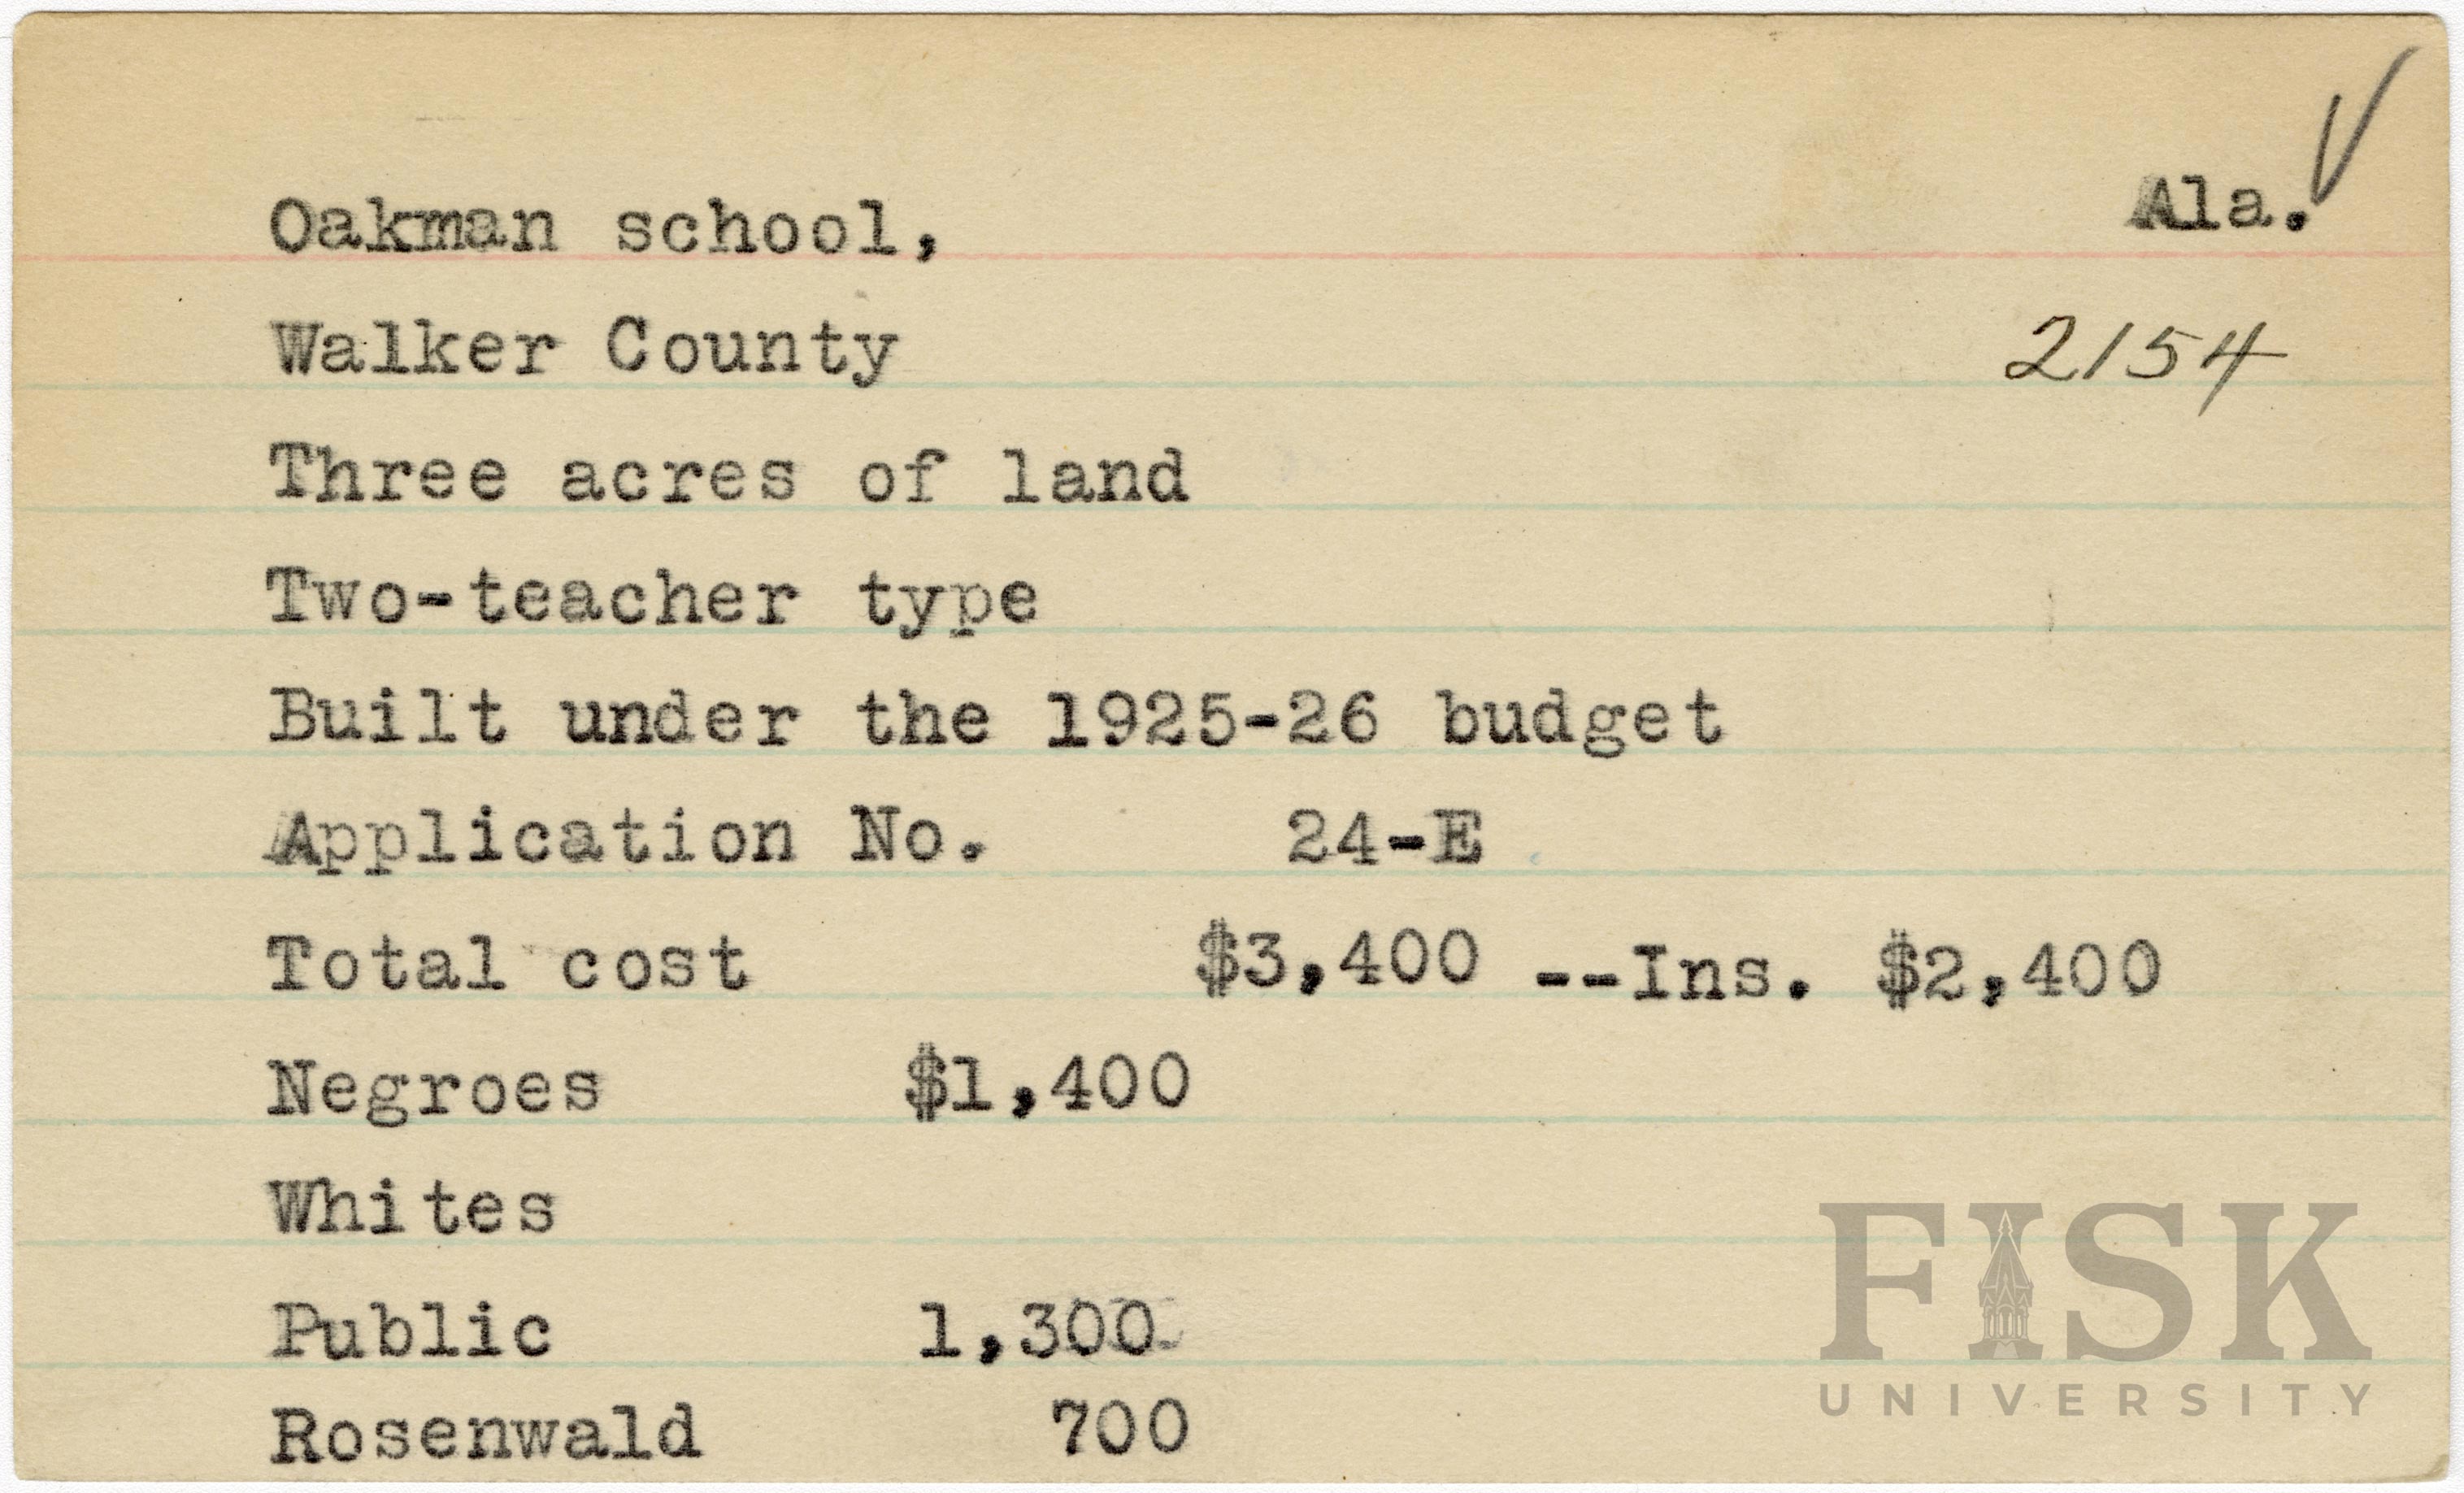 Oakman school, Ala.
Walker County 2154
Three acres of land
Two-teacher type
Built under the 1925-26 budget
Application No. 24-E
Total cost $3,400 --Ins. $2,400
Negroes $1,400
Whites
Public 1,300
Rosenwald 700
FISK
UNIVERSITY